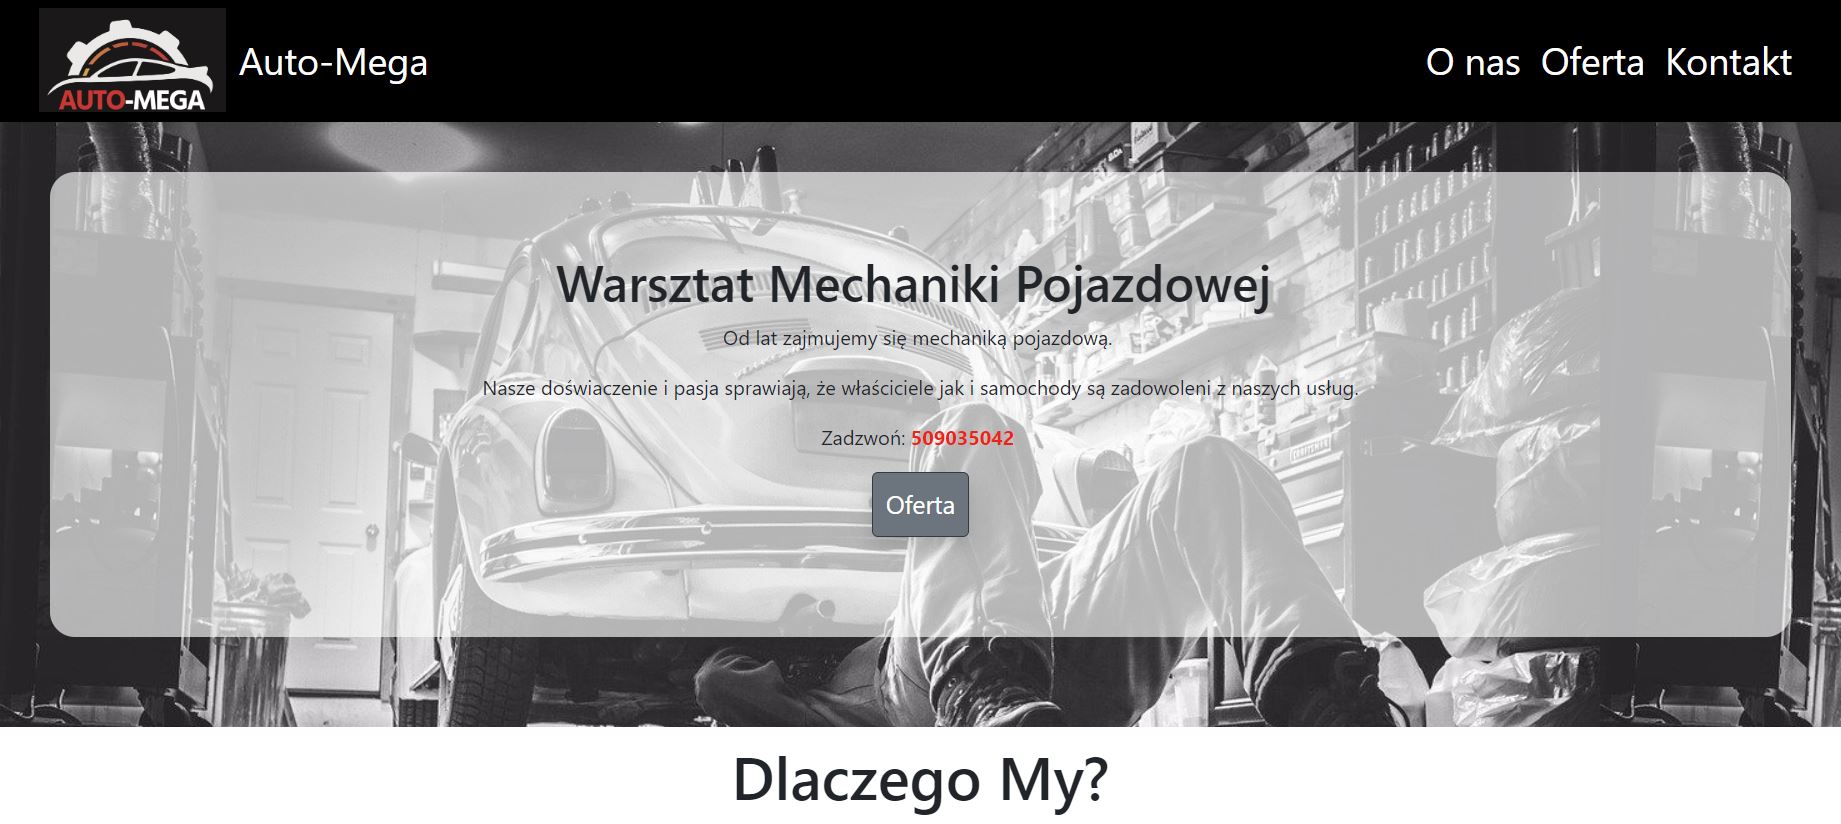 AUTO-MEGA
Auto-Mega
O nas Oferta Kontakt
Warsztat Mechaniki Pojazdowej
Od lat zajmujemy się mechaniką pojazdową.
Nasze doświaczenie i pasja sprawiają, że właściciele jak i samochody są zadowoleni z naszych usług.
Zadzwoń: 509035042
Oferta
Dlaczego My?